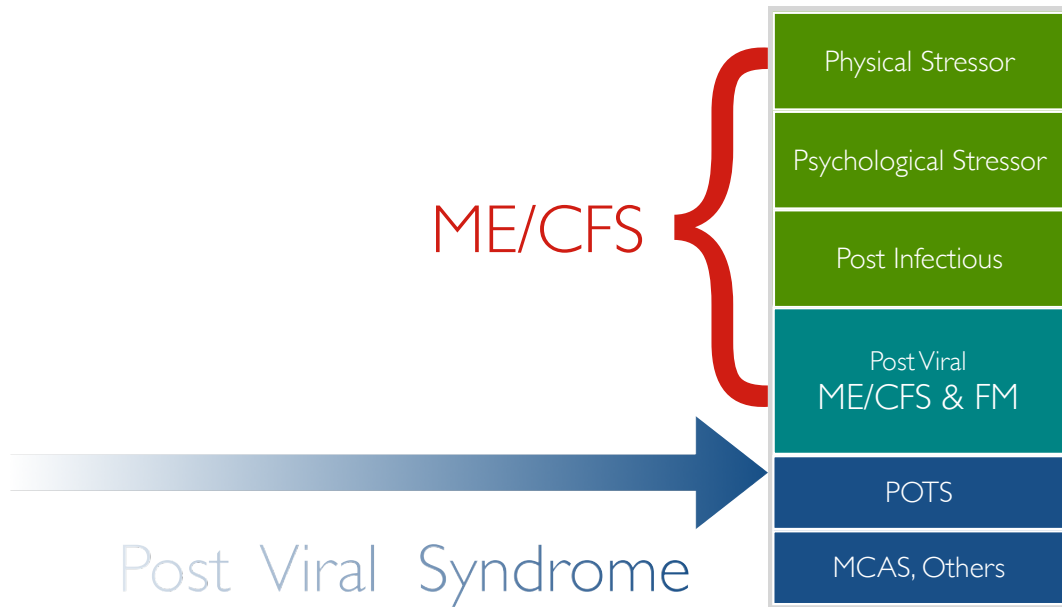 Physical Stressor
Psychological Stressor
ME/CFS
Post Infectious
Post Viral
ME/CFS & FM
POTS
Post Viral Syndrome
MCAS, Others